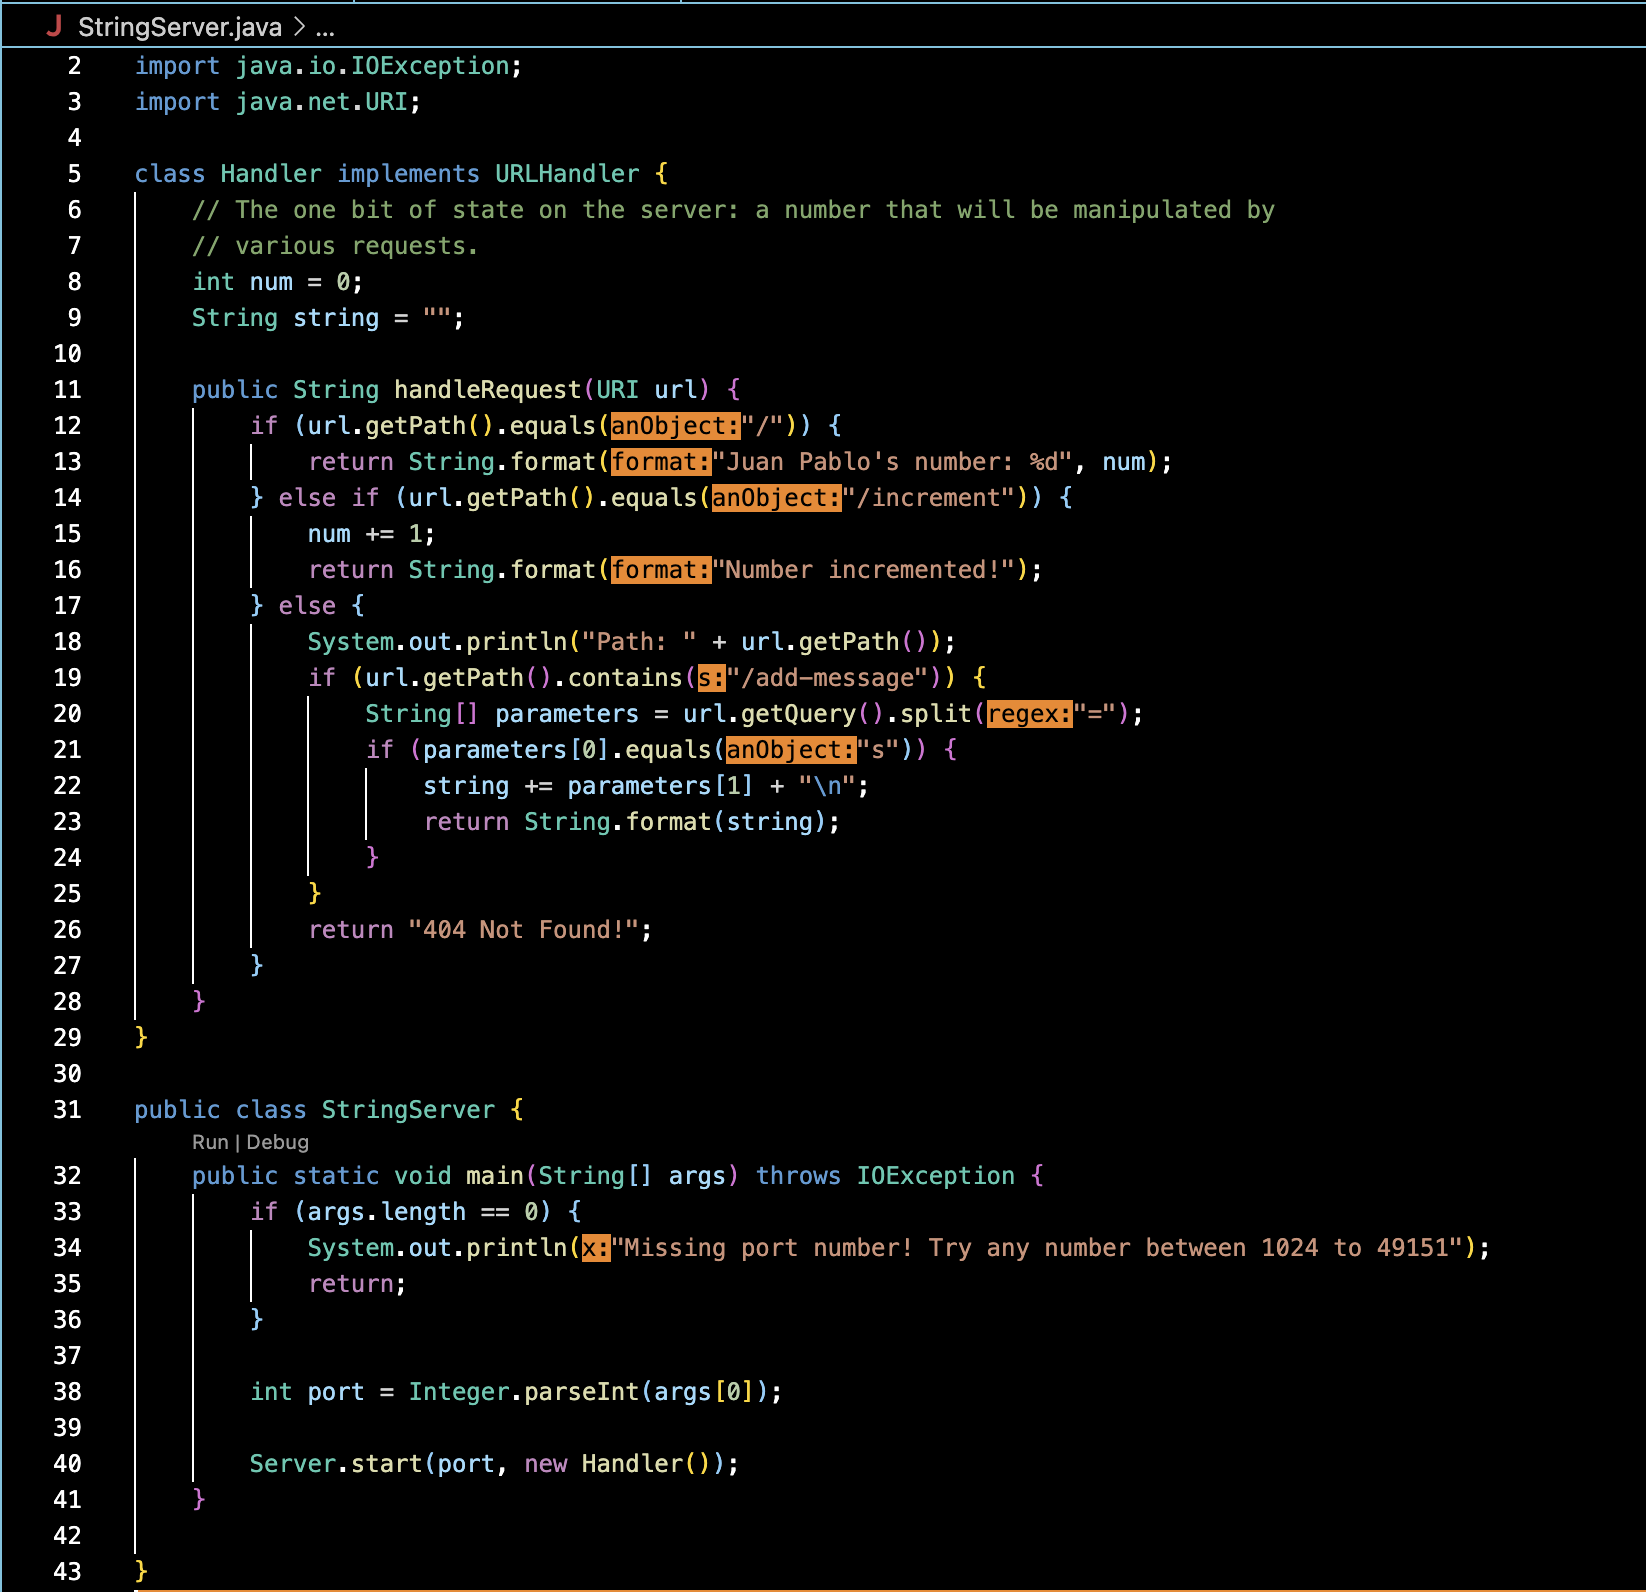 J StringServer.java > ...
2 import java.io.IOException;
3 import java.net.URI;
4
5 class Handler implements URLHandler {
6 // The one bit of state on the server: a number that will be manipulated by
7 // various requests.
8 int num = 0;
9 String string = "";
10
11 public String handleRequest(URI url) {
12 if (url.getPath().equals(anObject:"/")) {
13 return String.format(format:"Juan Pablo's number: %d", num);
14 } else if (url.getPath().equals(anObject:"/increment")) {
15 num += 1;
16 return String.format(format:"Number incremented!");
17 } else {
18 System.out.println("Path: " + url.getPath());
19 if (url.getPath().contains(s:"/add-message")) {
20 String[] parameters = url.getQuery().split(regex:"=");
21 if (parameters[0].equals(anObject:"s")) {
22 string += parameters[1] + "\n";
23 return String.format(string);
24 }
25 }
26 return "404 Not Found!";
27 }
28 }
29 }
30
31 public class StringServer {
Run | Debug
32 public static void main(String[] args) throws IOException {
33 if (args.length == 0) {
34 System.out.println(x:"Missing port number! Try any number between 1024 to 49151");
35 return;
36 }
37
38 int port = Integer.parseInt(args[0]);
39
40 Server.start(port, new Handler());
41 }
42
43 }